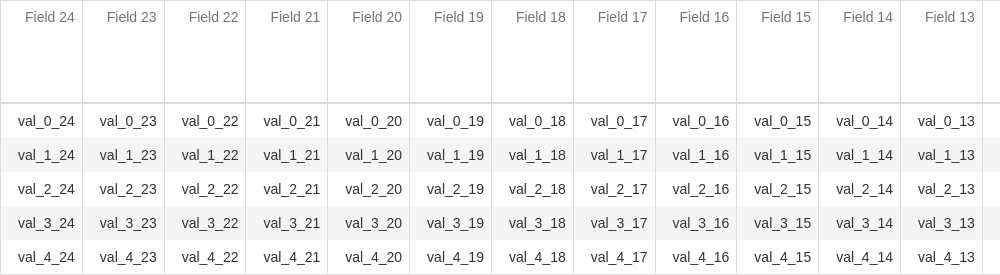 Field 24 Field 23 Field 22 Field 21 Field 20 Field 19 Field 18 Field 17 Field 16 Field 15 Field 14 Field 13
val_0_24 val_0_23 val_0_22 val_0_21 val_0_20 val_0_19 val_0_18 val_0_17 val_0_16 val_0_15 val_0_14 val_0_13
val_1_24 val_1_23 val_1_22 val_1_21 val_1_20 val_1_19 val_1_18 val_1_17 val_1_16 val_1_15 val_1_14 val_1_13
val_2_24 val_2_23 val_2_22 val_2_21 val_2_20 val_2_19 val_2_18 val_2_17 val_2_16 val_2_15 val_2_14 val_2_13
val_3_24 val_3_23 val_3_22 val_3_21 val_3_20 val_3_19 val_3_18 val_3_17 val_3_16 val_3_15 val_3_14 val_3_13
val_4_24 val_4_23 val_4_22 val_4_21 val_4_20 val_4_19 val_4_18 val_4_17 val_4_16 val_4_15 val_4_14 val_4_13